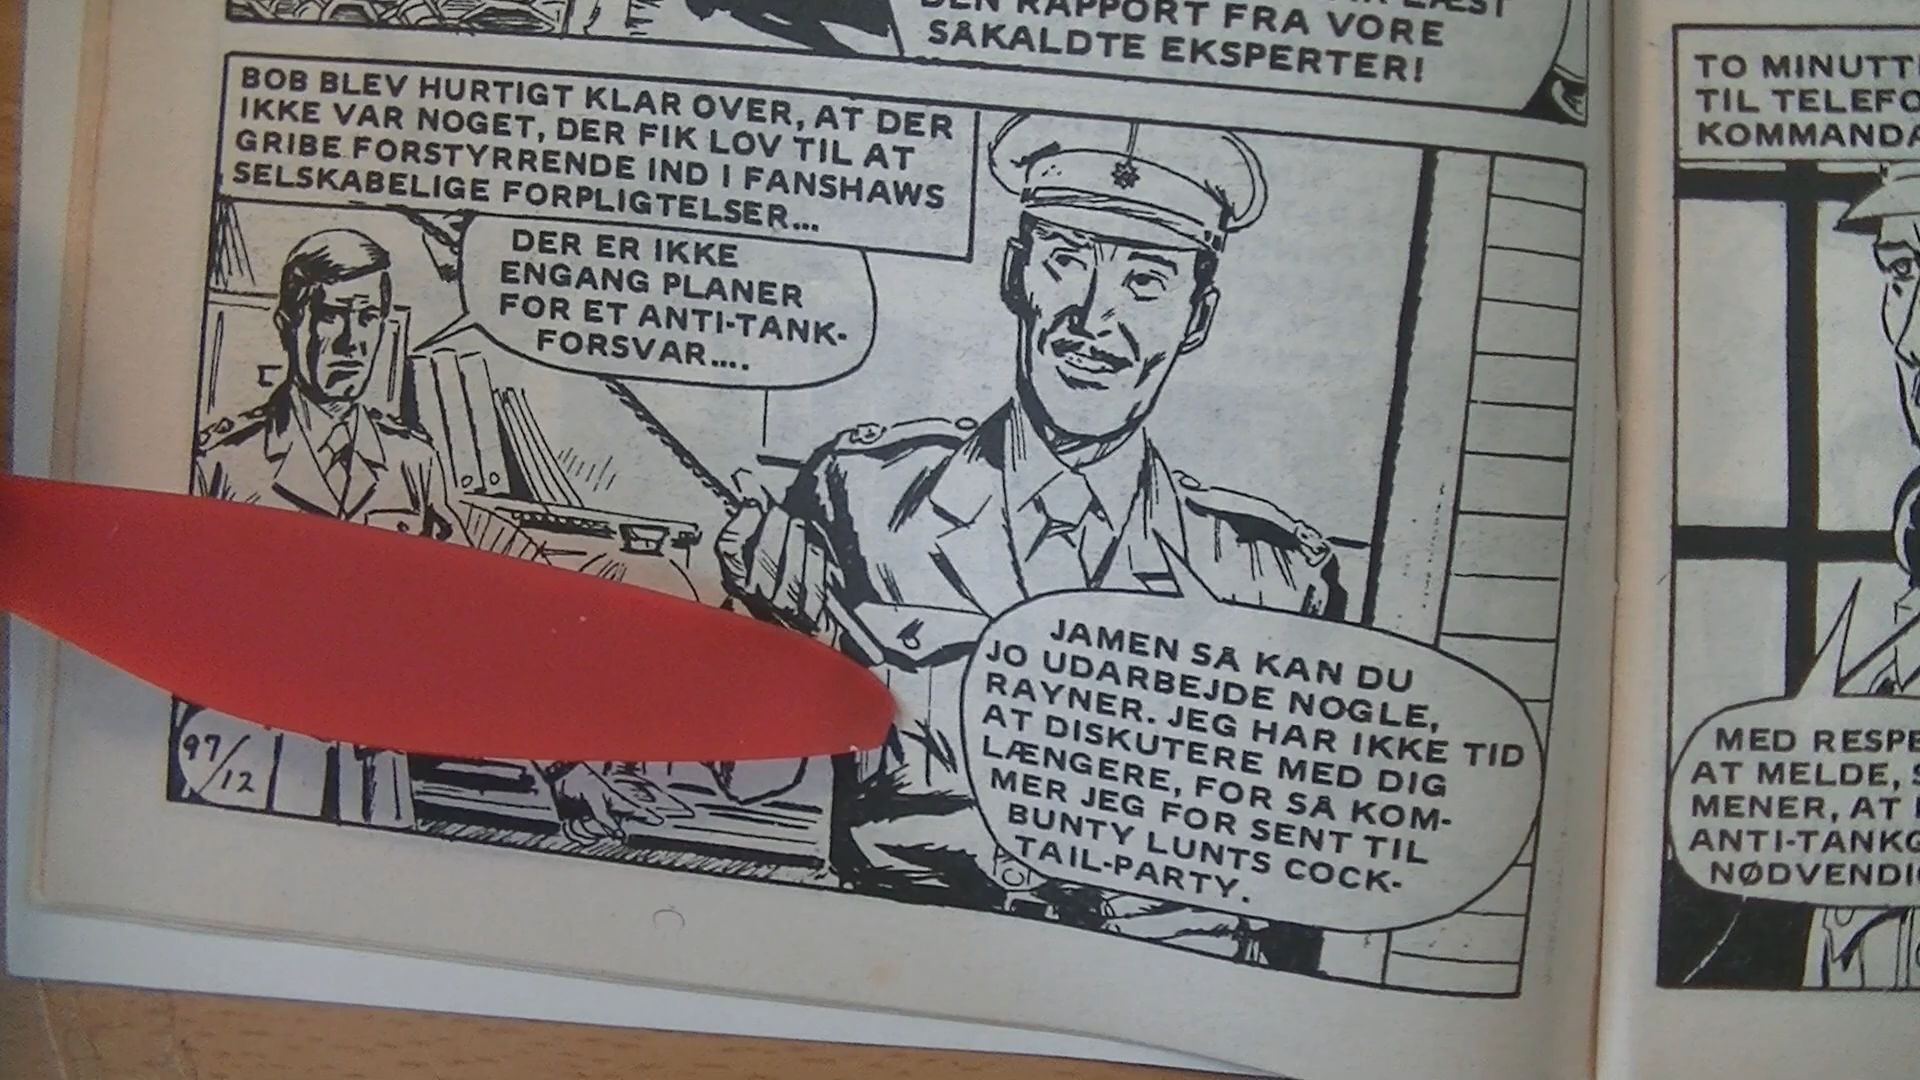 DEN RAPPORT FRA VORE
SÅKALDTE EKSPERTER!
BOB BLEV HURTIGT KLAR OVER, AT DER
IKKE VAR NOGET, DER FIK LOV TIL AT
GRIBE FORSTYRRENDE IND I FANSHAWS
SELSKABELIGE FORPLIGTELSER...
DER ER IKKE
ENGANG PLANER
FOR ET ANTI-TANK-
FORSVAR....
JAMEN SÅ KAN DU
JO UDARBEJDE NOGLE,
RAYNER. JEG HAR IKKE TID
AT DISKUTERE MED DIG
LÆNGERE, FOR SÅ KOM-
MER JEG FOR SENT TIL
BUNTY LUNTS COCK-
TAIL-PARTY.
97/12
TO MINUTT
TIL TELEFO
KOMMANDA
MED RESPE
AT MELDE, S
MENER, AT
ANTI-TANKG
NØDVENDI